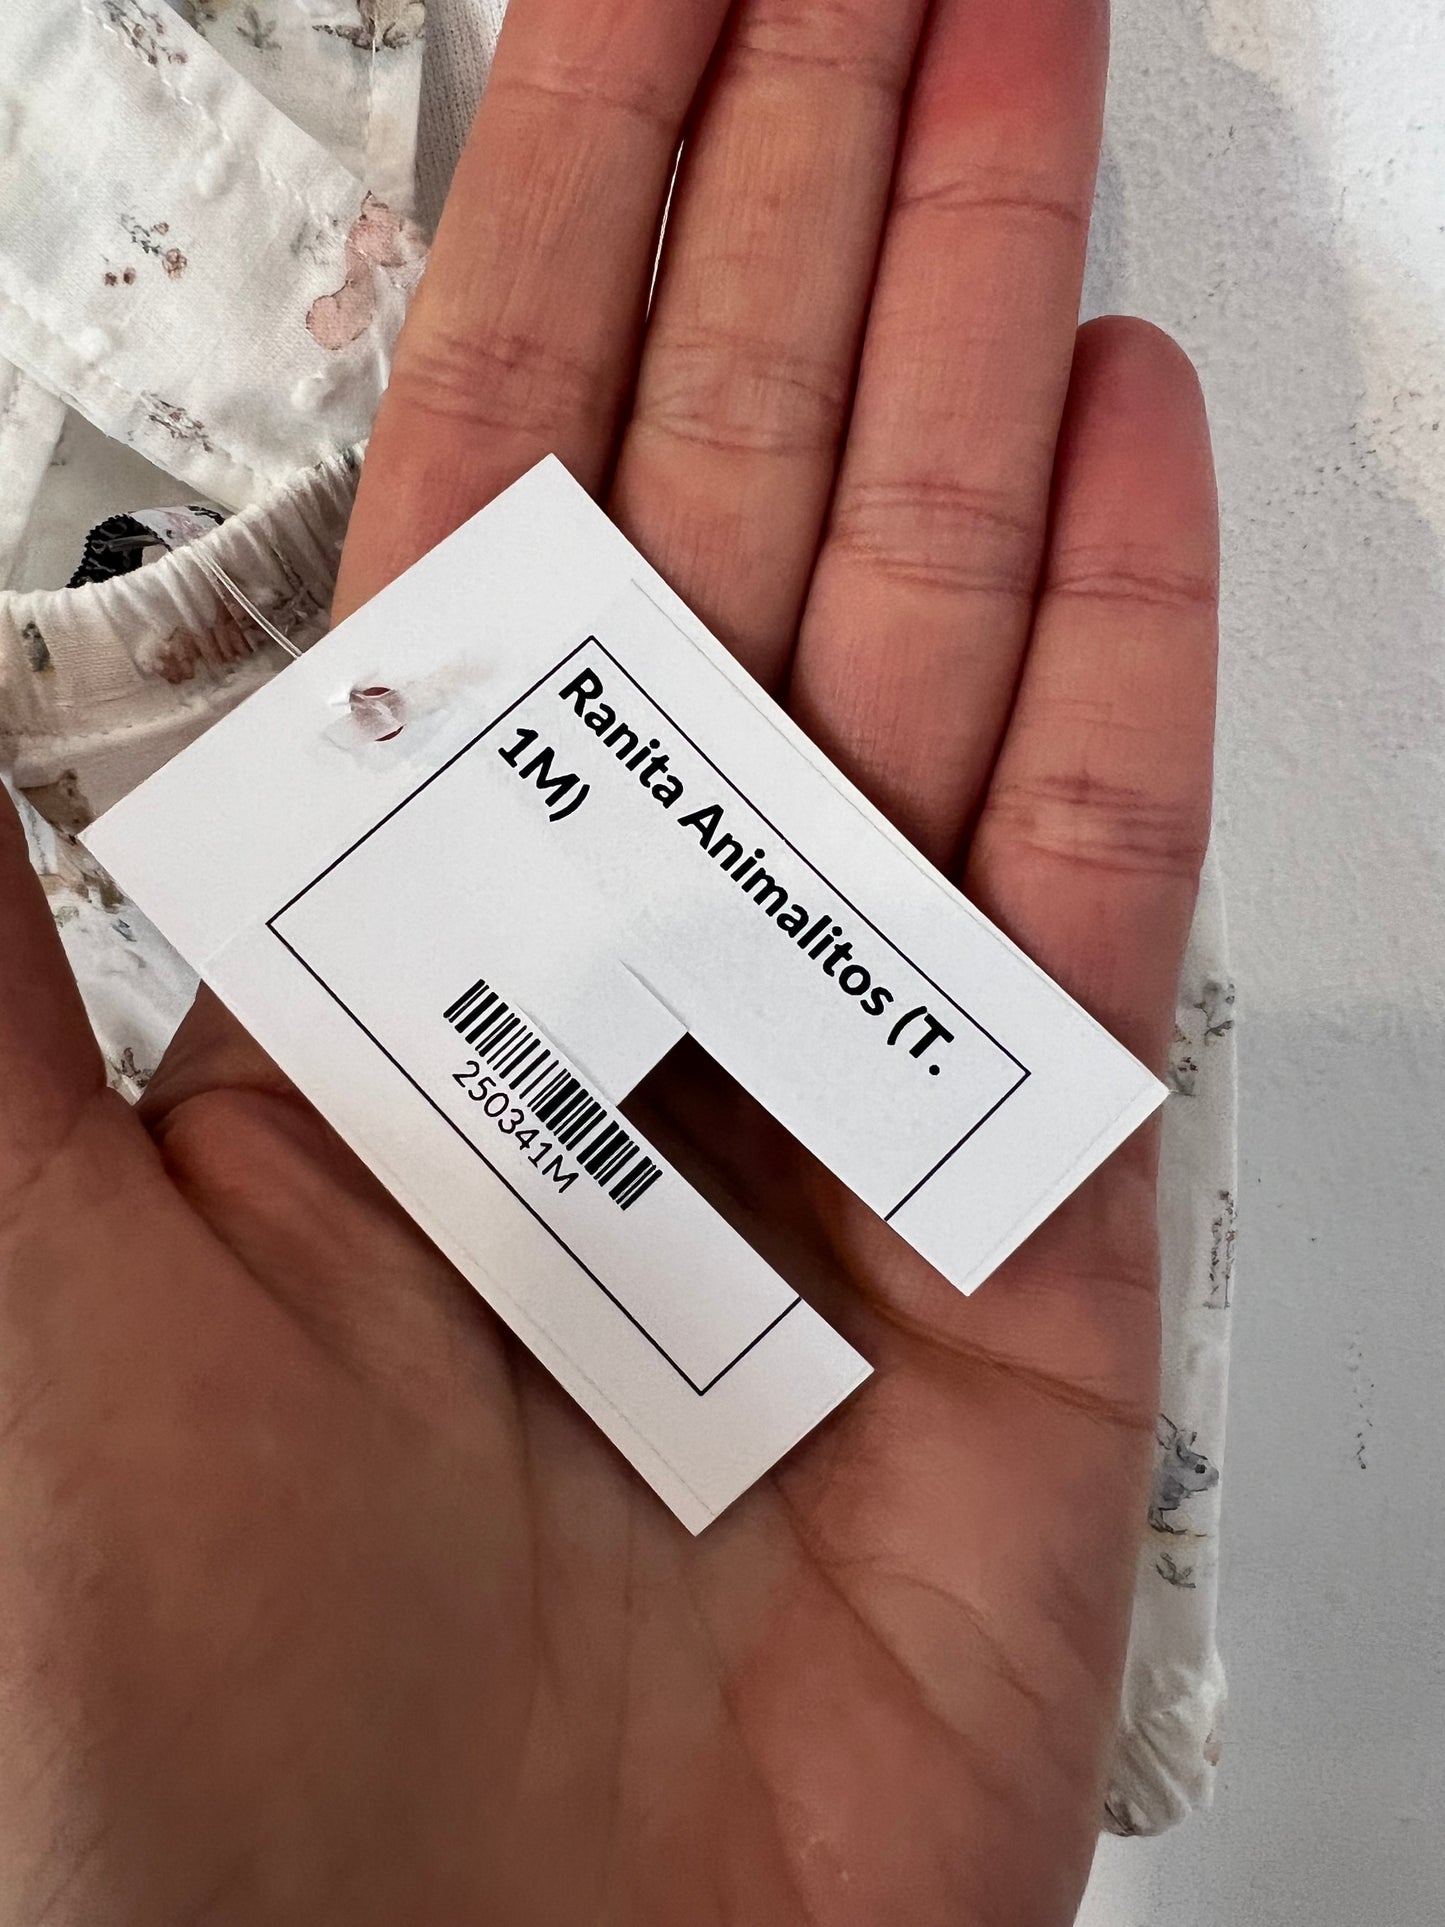 Ranita Animalitos (T.
1M)
250341M